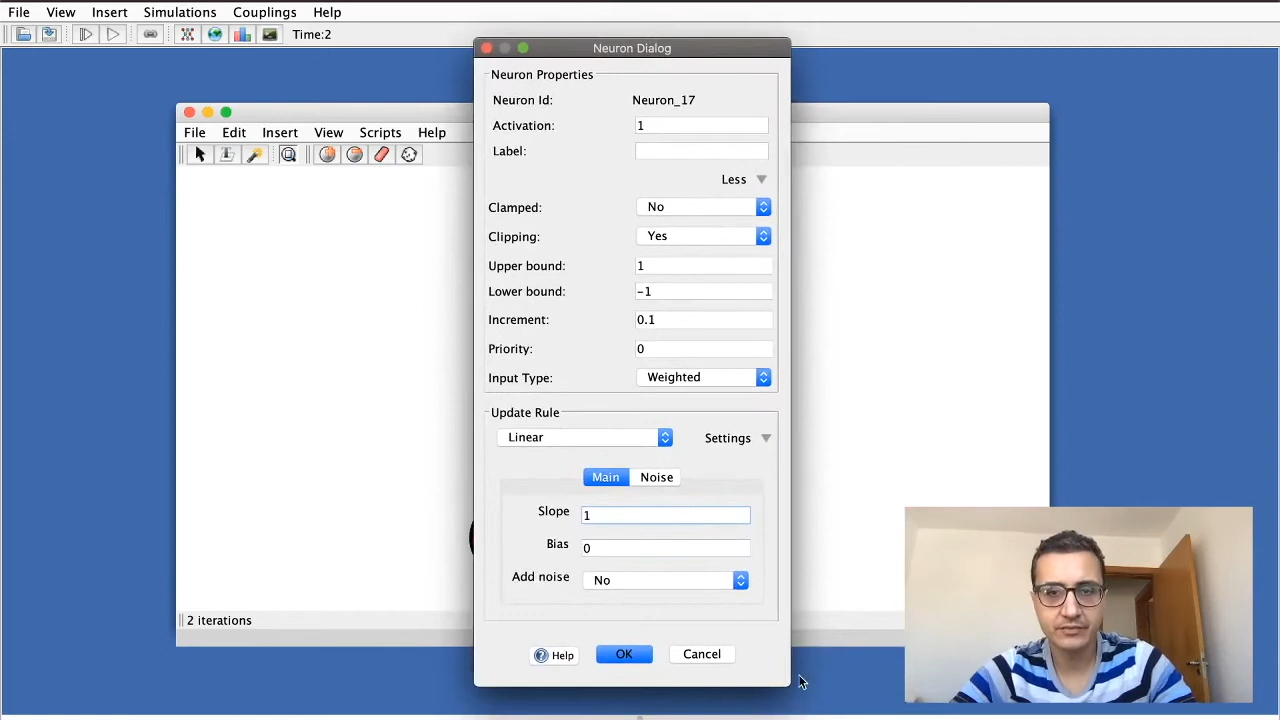 File View Insert Simulations Couplings Help
Time:2
Neuron Dialog
File Edit Insert View Scripts Help
2 iterations
Neuron Properties
Neuron Id: Neuron_17
Activation: 1
Label:
Less
Clamped: No
Clipping: Yes
Upper bound: 1
Lower bound: -1
Increment: 0.1
Priority: 0
Input Type: Weighted
Update Rule
Linear Settings
Main Noise
Slope 1
Bias 0
Add noise No
? Help OK Cancel